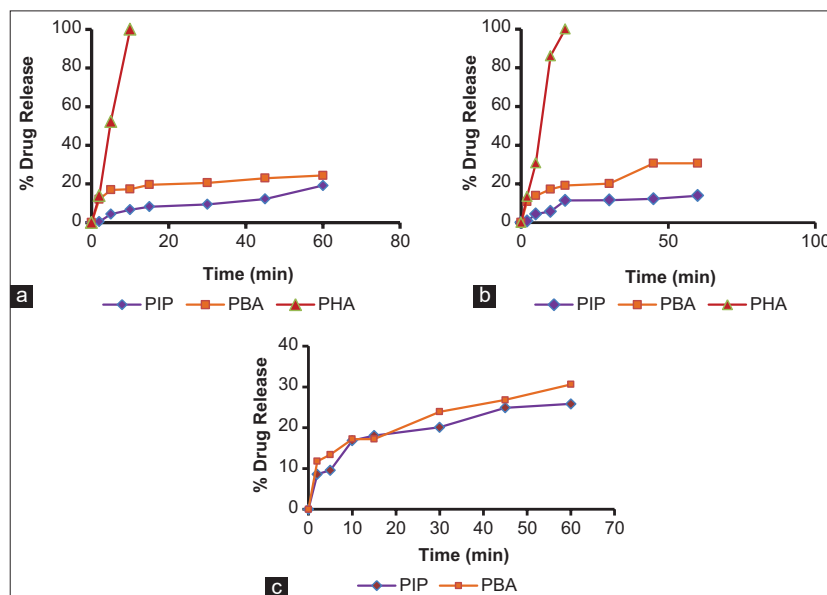 100
80
60
40
20
0
% Drug Release
0 20 40 60 80
Time (min)
a
PIP PBA PHA
100
80
60
40
20
0
% Drug Release
0 50 100
Time (min)
b
PIP PBA PHA
40
30
20
10
0
% Drug Release
0 10 20 30 40 50 60 70
Time (min)
c
PIP PBA